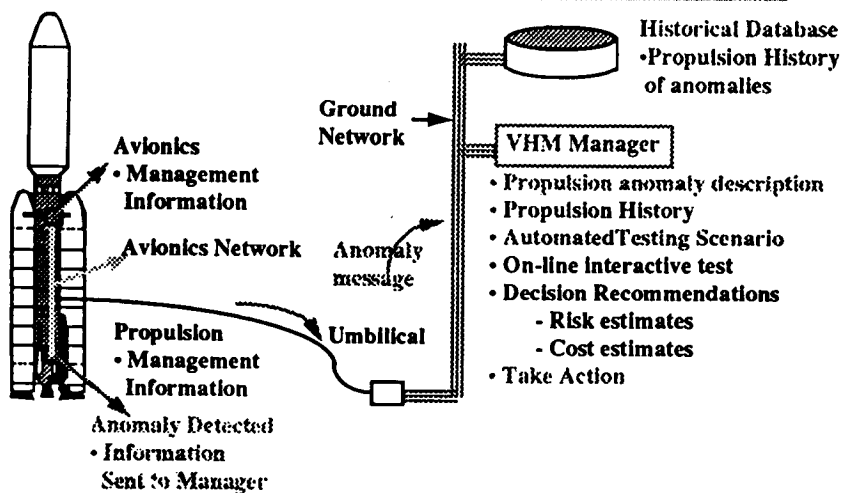 Historical Database
•Propulsion History
of anomalies
Ground
Network
VHM Manager
Avionics
• Management
Information
• Propulsion anomaly description
• Propulsion History
• AutomatedTesting Scenario
• On-line interactive test
• Decision Recommendations
- Risk estimates
- Cost estimates
• Take Action
Avionics Network
Anomaly
message
Umbilical
Propulsion
• Management
Information
Anomaly Detected
• Information
Sent to Manager